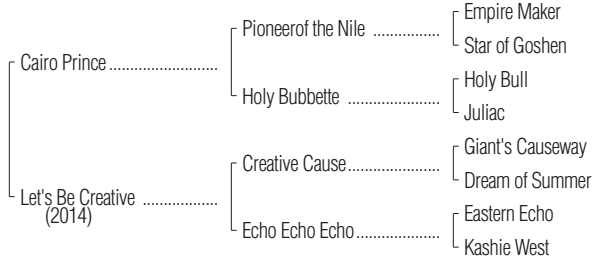 Empire Maker
Pioneerof the Nile ................
Star of Goshen
Cairo Prince ..........................
Holy Bull
Holy Bubbette ......................
Juliac
Giant's Causeway
Creative Cause......................
Dream of Summer
Let's Be Creative ..................
(2014)
Eastern Echo
Echo Echo Echo....................
Kashie West